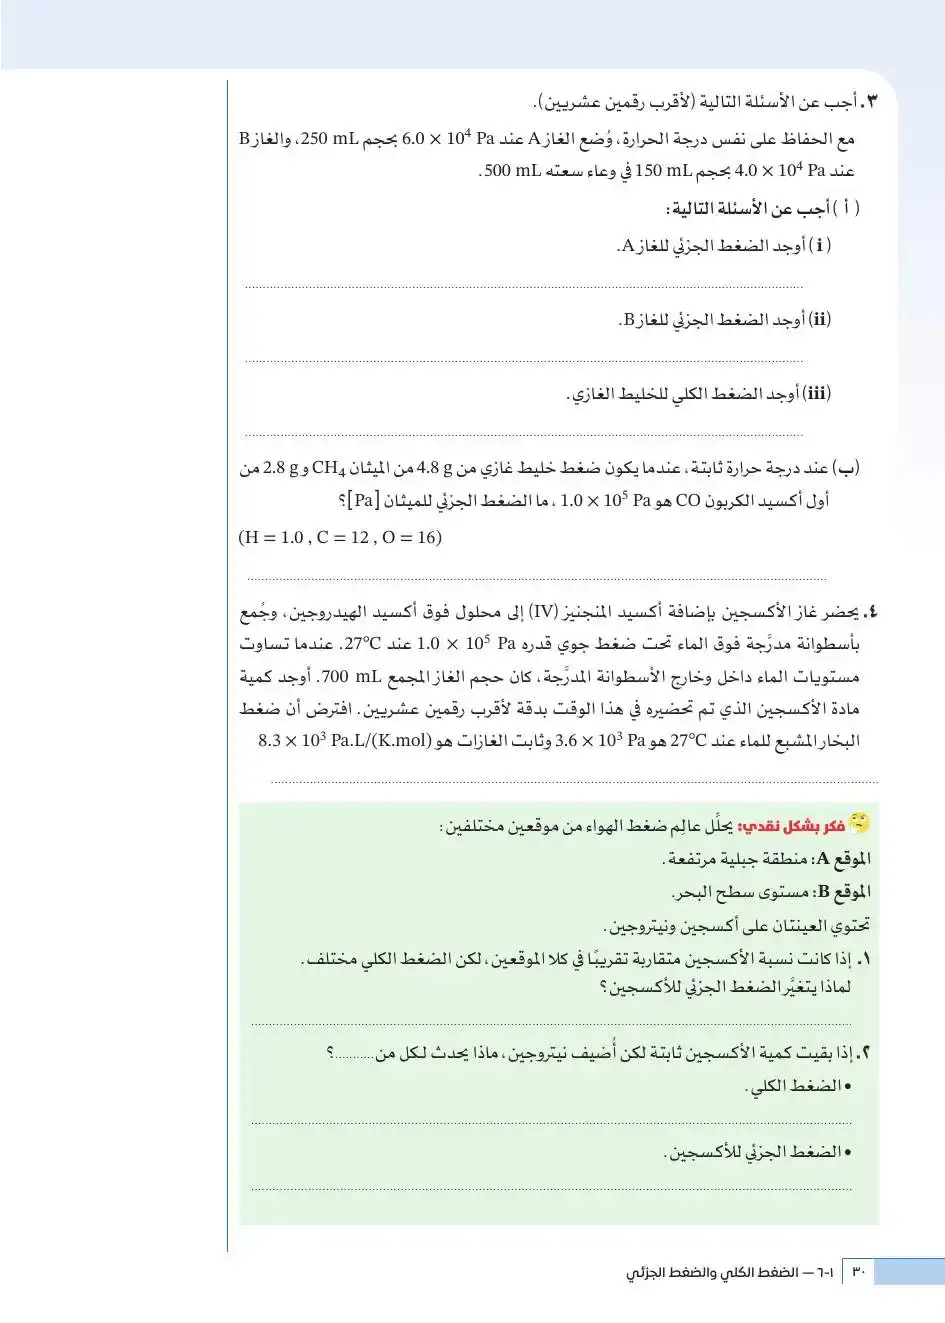 ٣. أجب عن الأسئلة التالية (لأقرب رقمين عشريين).
مع الحفاظ على نفس درجة الحرارة، وُضع الغاز A عند 6.0 × 10⁴ Pa بحجم 250 mL، والغاز B
عند 4.0 × 10⁴ Pa بحجم 150 mL في وعاء سعته 500 mL.
( أ ) أجب عن الأسئلة التالية:
( i ) أوجد الضغط الجزئي للغاز A.
(ii) أوجد الضغط الجزئي للغاز B.
(iii) أوجد الضغط الكلي للخليط الغازي.
(ب) عند درجة حرارة ثابتة، عندما يكون ضغط خليط غازي من 4.8 g من الميثان CH₄ و 2.8 g من
أول أكسيد الكربون CO هو 1.0 × 10⁵ Pa، ما الضغط الجزئي للميثان [Pa]؟
(H = 1.0 , C = 12 , O = 16)
٤. يحضر غاز الأكسجين بإضافة أكسيد المنجنيز (IV) إلى محلول فوق أكسيد الهيدروجين، وجُمع
بأسطوانة مدرَّجة فوق الماء تحت ضغط جوي قدره 1.0 × 10⁵ Pa عند 27°C. عندما تساوت
مستويات الماء داخل وخارج الأسطوانة المدرَّجة، كان حجم الغاز المجمع 700 mL. أوجد كمية
مادة الأكسجين الذي تم تحضيره في هذا الوقت بدقة لأقرب رقمين عشريين. افترض أن ضغط
البخار المشبع للماء عند 27°C هو 3.6 × 10³ Pa وثابت الغازات هو 8.3 × 10³ Pa.L/(K.mol)
فكر بشكل نقدي: يحلِّل عالِم ضغط الهواء من موقعين مختلفين:
الموقع A: منطقة جبلية مرتفعة.
الموقع B: مستوى سطح البحر.
تحتوي العينتان على أكسجين ونيتروجين.
١. إذا كانت نسبة الأكسجين متقاربة تقريبًا في كلا الموقعين، لكن الضغط الكلي مختلف.
لماذا يتغيَّر الضغط الجزئي للأكسجين؟
٢. إذا بقيت كمية الأكسجين ثابتة لكن أُضيف نيتروجين، ماذا يحدث لكل من ...........؟
• الضغط الكلي.
• الضغط الجزئي للأكسجين.
٣٠ ١-٦ — الضغط الكلي والضغط الجزئي